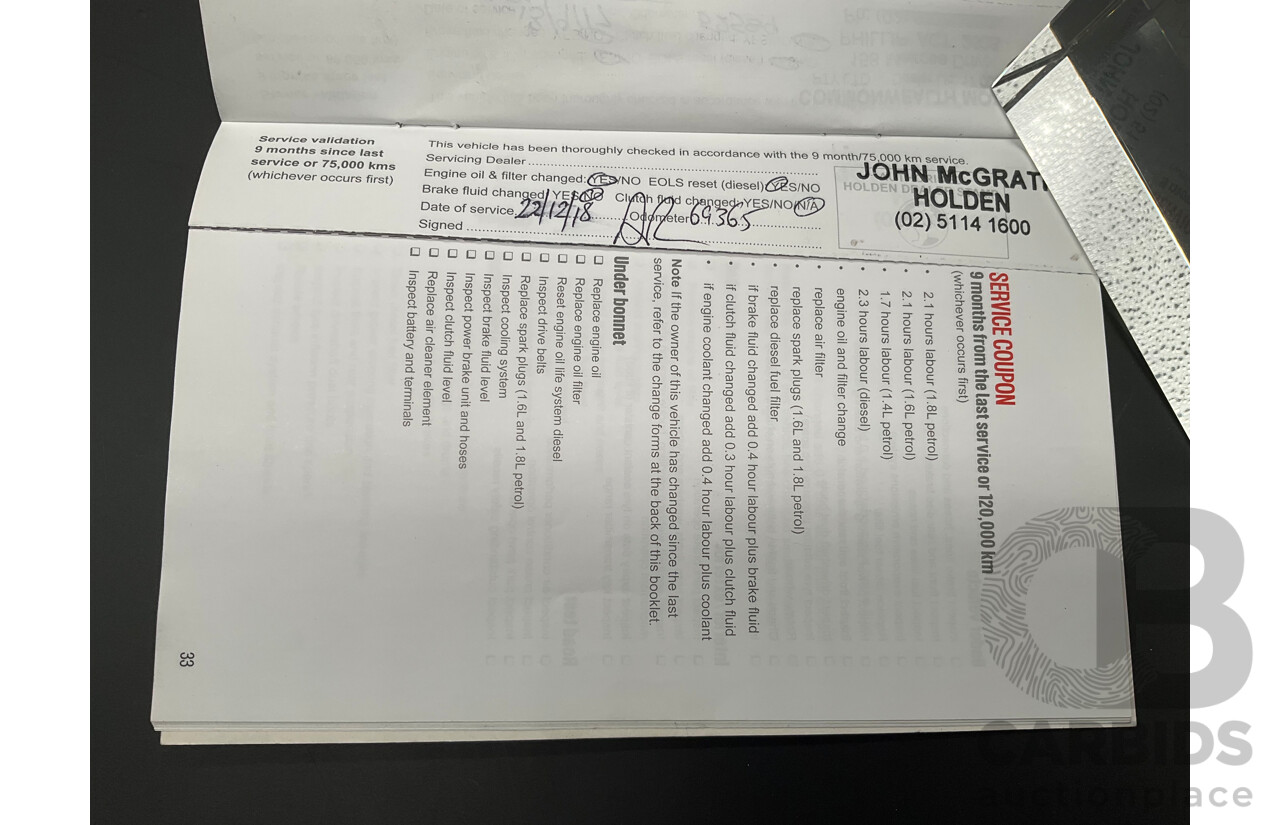 Service validation
9 months since last
service or 75,000 kms
(whichever occurs first)
This vehicle has been thoroughly checked in accordance with the 9 month/75,000 km service.
Servicing Dealer
Engine oil & filter changed: YES/NO EOLS reset (diesel) YES/NO
Brake fluid changed YES/NO Clutch fluid changed: YES/NO/N/A
Date of service 22/12/18 Odometer 69365
Signed
JOHN McGRATH
HOLDEN
(02) 5114 1600
SERVICE COUPON
9 months from the last service or 120,000 km
(whichever occurs first)
• 2.1 hours labour (1.8L petrol)
• 2.1 hours labour (1.6L petrol)
• 1.7 hours labour (1.4L petrol)
• 2.3 hours labour (diesel)
• engine oil and filter change
• replace air filter
• replace spark plugs (1.6L and 1.8L petrol)
• replace diesel fuel filter
• if brake fluid changed add 0.4 hour labour plus brake fluid
• if clutch fluid changed add 0.3 hour labour plus clutch fluid
• if engine coolant changed add 0.4 hour labour plus coolant
Note If the owner of this vehicle has changed since the last
service, refer to the change forms at the back of this booklet.
Under bonnet
❑ Replace engine oil
❑ Replace engine oil filter
❑ Reset engine oil life system diesel
❑ Inspect drive belts
❑ Replace spark plugs (1.6L and 1.8L petrol)
❑ Inspect cooling system
❑ Inspect brake fluid level
❑ Inspect power brake unit and hoses
❑ Inspect clutch fluid level
❑ Replace air cleaner element
❑ Inspect battery and terminals
33
CARBIDS
auctionplace